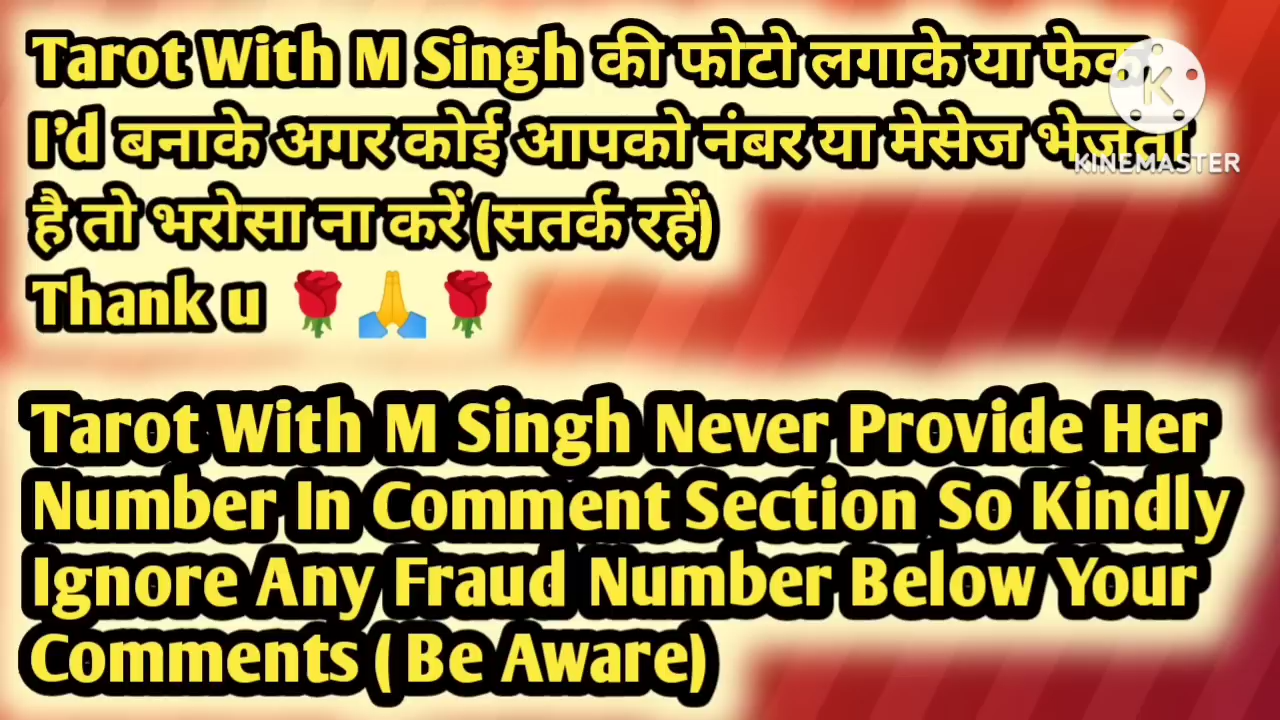 Tarot With M Singh की फोटो लगाके या फेक
I'd बनाके अगर कोई आपको नंबर या मेसेज भेजता
है तो भरोसा ना करें (सतर्क रहें)
Thank u 🌹🙏🌹
Tarot With M Singh Never Provide Her
Number In Comment Section So Kindly
Ignore Any Fraud Number Below Your
Comments ( Be Aware)
K
KINEMASTER